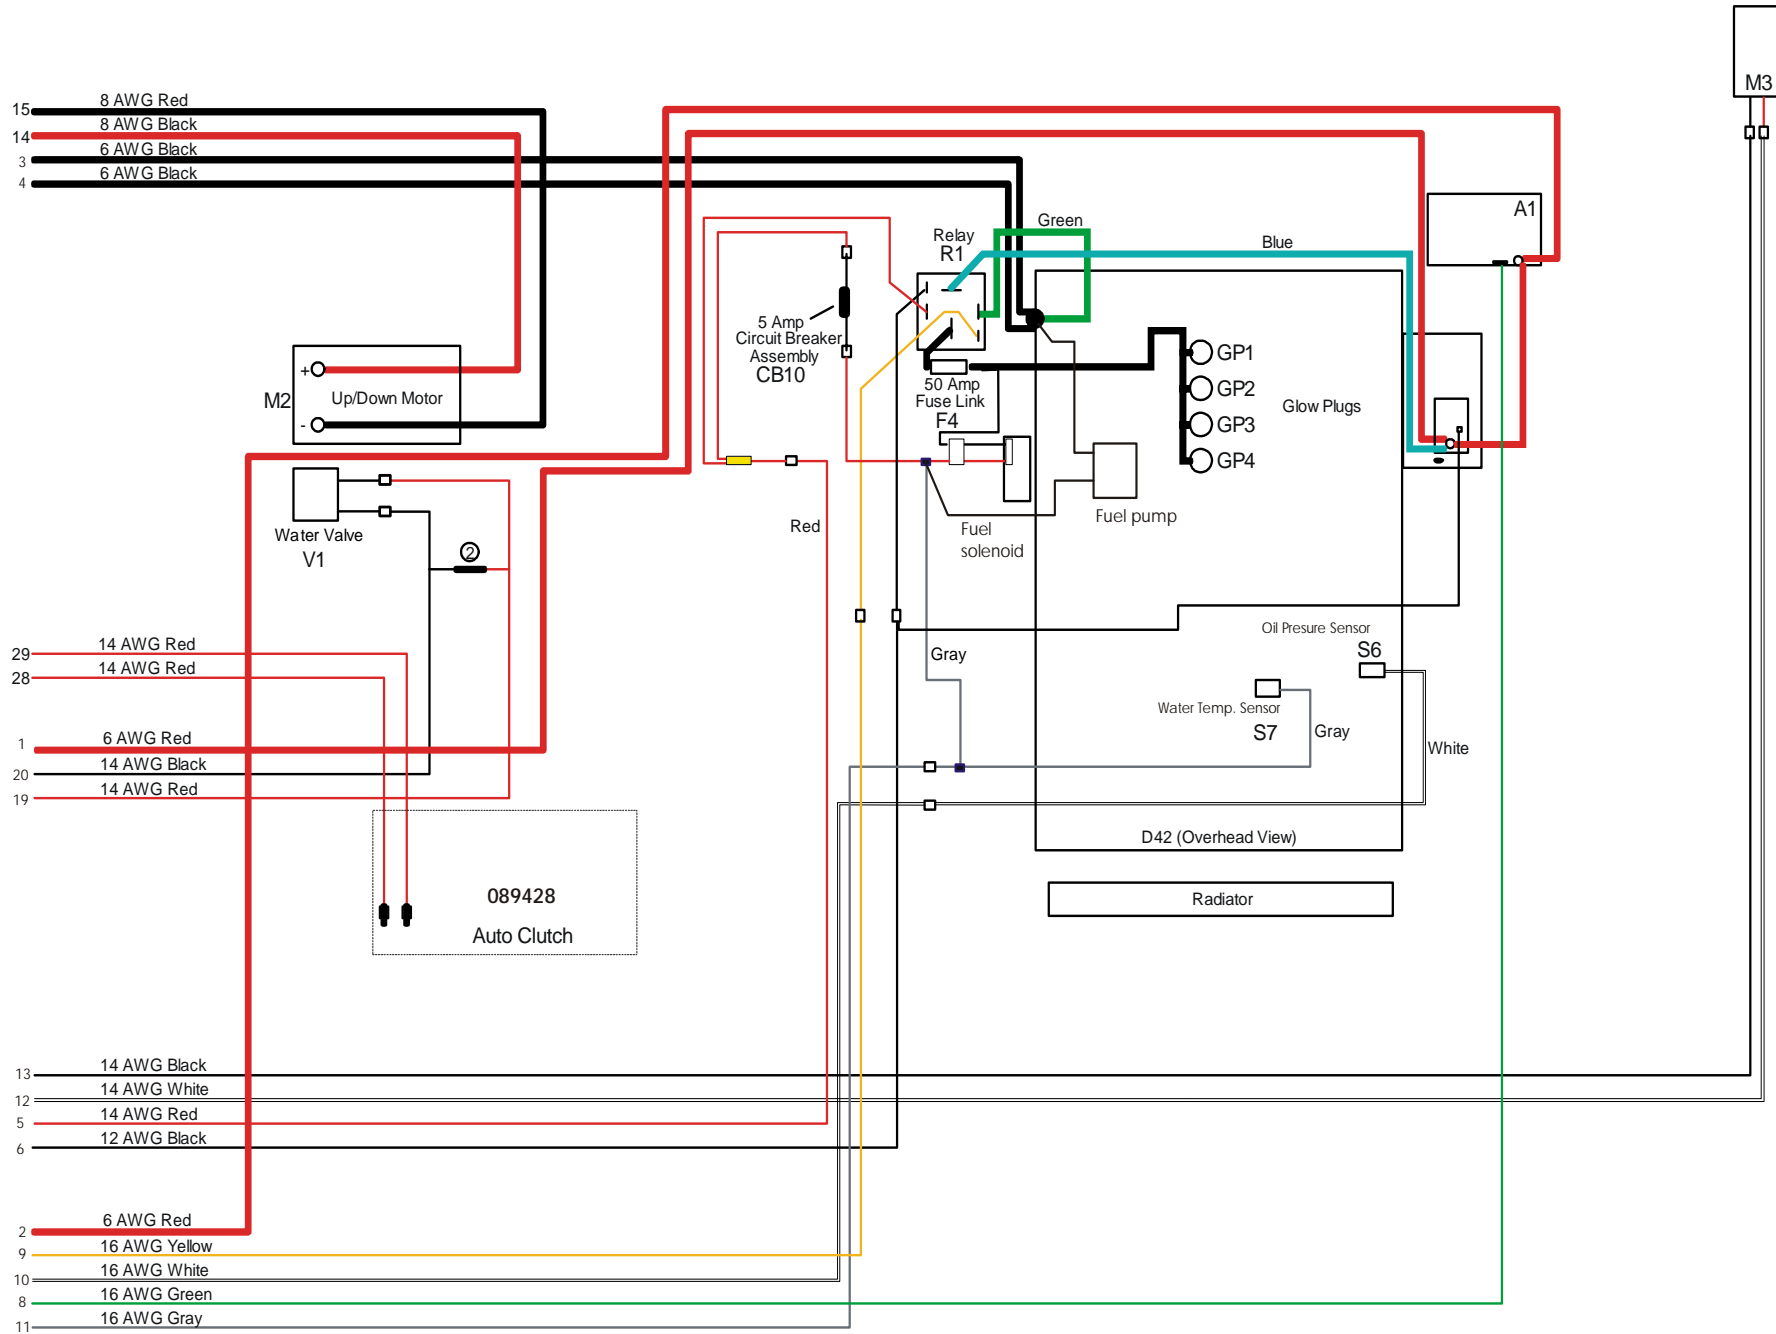 M3
15 8 AWG Red
14 8 AWG Black
3 6 AWG Black
4 6 AWG Black
A1
Green
Relay
R1
Blue
5 Amp
Circuit Breaker
Assembly
CB10
50 Amp
Fuse Link
F4
GP1
GP2
GP3
GP4
Glow Plugs
M2
+
-
Up/Down Motor
Water Valve
V1
2
Red
Fuel
solenoid
Fuel pump
Oil Presure Sensor
S6
Gray
Water Temp. Sensor
S7
Gray
White
29 14 AWG Red
28 14 AWG Red
1 6 AWG Red
20 14 AWG Black
19 14 AWG Red
D42 (Overhead View)
Radiator
089428
Auto Clutch
13 14 AWG Black
12 14 AWG White
5 14 AWG Red
6 12 AWG Black
2 6 AWG Red
9 16 AWG Yellow
10 16 AWG White
8 16 AWG Green
11 16 AWG Gray